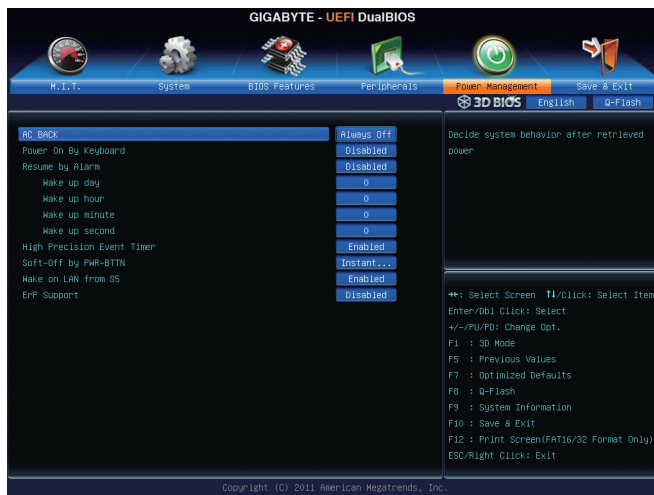 GIGABYTE - UEFI DualBIOS
M.I.T. System BIOS Features Peripherals Power Management Save & Exit
3D BIOS English Q-Flash
AC BACK Always Off
Power On By Keyboard Disabled
Resume by Alarm Disabled
Wake up day 0
Wake up hour 0
Wake up minute 0
Wake up second 0
High Precision Event Timer Enabled
Soft-Off by PWR-BTTN Instant...
Wake on LAN from S5 Enabled
ErP Support Disabled
Decide system behavior after retrieved
power
→←: Select Screen ↑↓/Click: Select Item
Enter/Dbl Click: Select
+/-/PU/PD: Change Opt.
F1 : 3D Mode
F5 : Previous Values
F7 : Optimized Defaults
F8 : Q-Flash
F9 : System Information
F10 : Save & Exit
F12 : Print Screen(FAT16/32 Format Only)
ESC/Right Click: Exit
Copyright (C) 2011 American Megatrends, Inc.